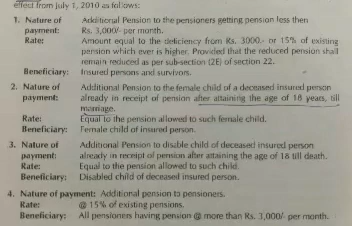 effect from July 1, 2010 as follows:
1. Nature of Additional Pension to the pensioners getting pension less then
payment: Rs. 3,000/- per month.
Rate: Amount equal to the deficiency from Rs. 3000/- or 15% of existing
pension which ever is higher. Provided that the reduced pension shall
remain reduced as per sub-section (2E) of section 22.
Beneficiary: Insured persons and survivors.
2. Nature of Additional Pension to the female child of a deceased insured person
payment: already in receipt of pension after attaining the age of 18 years, till
marriage.
Rate: Equal to the pension allowed to such female child.
Beneficiary: Female child of insured person.
3. Nature of Additional Pension to disable child of deceased insured person
payment: already in receipt of pension after attaining the age of 18 till death.
Rate: Equal to the pension allowed to such child.
Beneficiary: Disabled child of deceased insured person.
4. Nature of payment: Additional pension to pensioners.
Rate: @ 15% of existing pensions.
Beneficiary: All pensioners having pension @ more than Rs. 3,000/- per month.